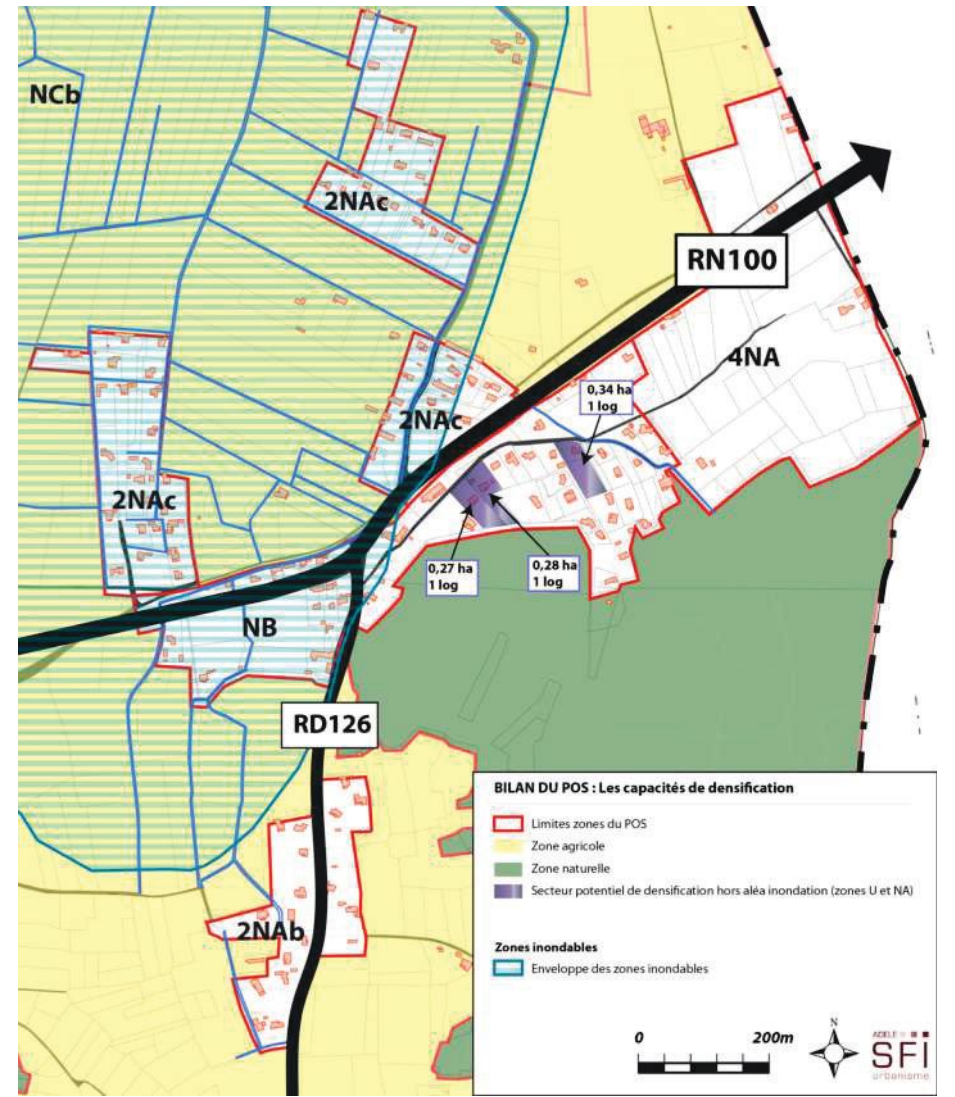 NCb
2NAc
RN100
4NA
0,34 ha
1 log
2NAc
2NAc
0,27 ha
1 log
0,28 ha
1 log
NB
RD126
2NAb
BILAN DU POS : Les capacités de densification
Limites zones du POS
Zone agricole
Zone naturelle
Secteur potentiel de densification hors aléa inondation (zones U et NA)
Zones inondables
Enveloppe des zones inondables
0 200m
N
ADELE
SFI
urbanisme